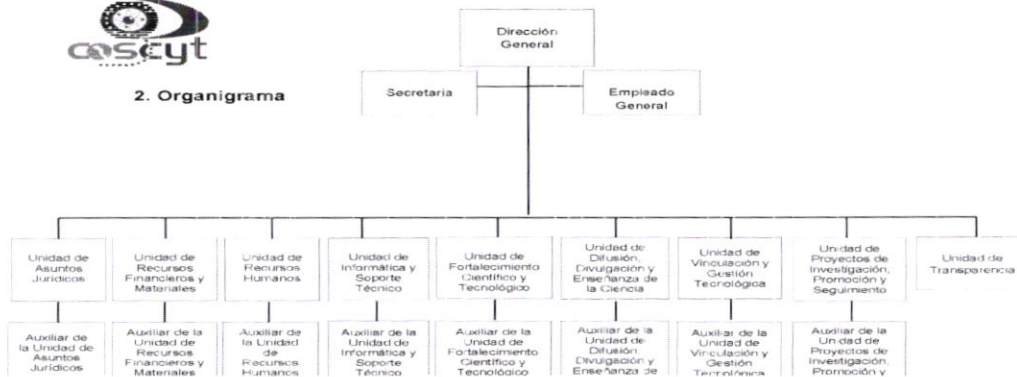 coscyt
2. Organigrama
Dirección
General
Secretaria
Empleado
General
Unidad de
Asuntos
Jurídicos
Unidad de
Recursos
Financieros y
Materiales
Unidad de
Recursos
Humanos
Unidad de
Informática y
Soporte
Técnico
Unidad de
Fortalecimiento
Científico y
Tecnológico
Unidad de
Difusión,
Divulgación y
Enseñanza de
la Ciencia
Unidad de
Vinculación y
Gestión
Tecnológica
Unidad de
Proyectos de
Investigación,
Promoción y
Seguimiento
Unidad de
Transparencia
Auxiliar de
la Unidad de
Asuntos
Jurídicos
Auxiliar de la
Unidad de
Recursos
Financieros y
Materiales
Auxiliar de
la Unidad
de
Recursos
Humanos
Auxiliar de la
Unidad de
Informática y
Soporte
Técnico
Auxiliar de la
Unidad de
Fortalecimiento
Científico y
Tecnológico
Auxiliar de la
Unidad de
Difusión,
Divulgación y
Enseñanza de
Auxiliar de la
Unidad de
Vinculación y
Gestión
Tecnológica
Auxiliar de la
Unidad de
Proyectos de
Investigación,
Promoción y